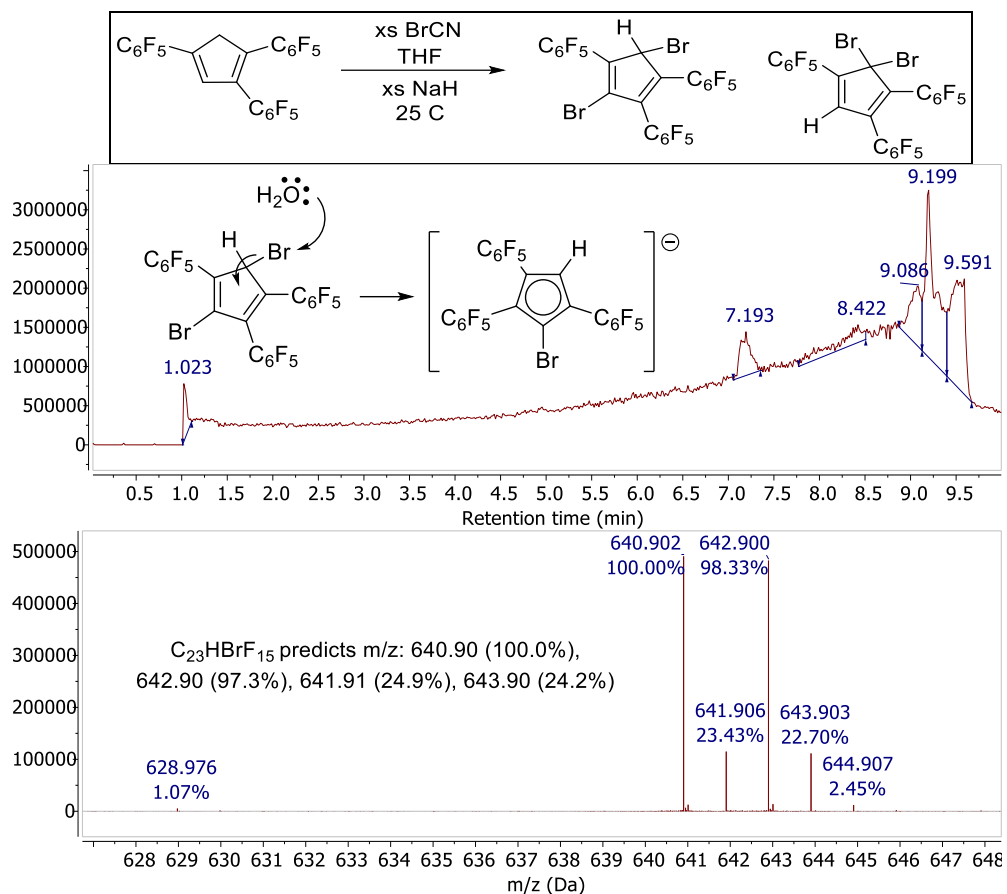 C₆F₅ C₆F₅ C₆F₅
xs BrCN
THF
xs NaH
25 C
H Br C₆F₅ C₆F₅ Br C₆F₅
Br Br C₆F₅ C₆F₅ H C₆F₅
3000000
2500000
2000000
1500000
1000000
500000
0
H₂O
H Br C₆F₅ C₆F₅ Br C₆F₅
C₆F₅ H C₆F₅ C₆F₅ Br ⊖
1.023
7.193
8.422
9.086
9.199
9.591
0.5 1.0 1.5 2.0 2.5 3.0 3.5 4.0 4.5 5.0 5.5 6.0 6.5 7.0 7.5 8.0 8.5 9.0 9.5
Retention time (min)
500000
400000
300000
200000
100000
0
640.902
100.00%
642.900
98.33%
C₂₃HBrF₁₅ predicts m/z: 640.90 (100.0%),
642.90 (97.3%), 641.91 (24.9%), 643.90 (24.2%)
641.906
23.43%
643.903
22.70%
644.907
2.45%
628.976
1.07%
628 629 630 631 632 633 634 635 636 637 638 639 640 641 642 643 644 645 646 647 648
m/z (Da)